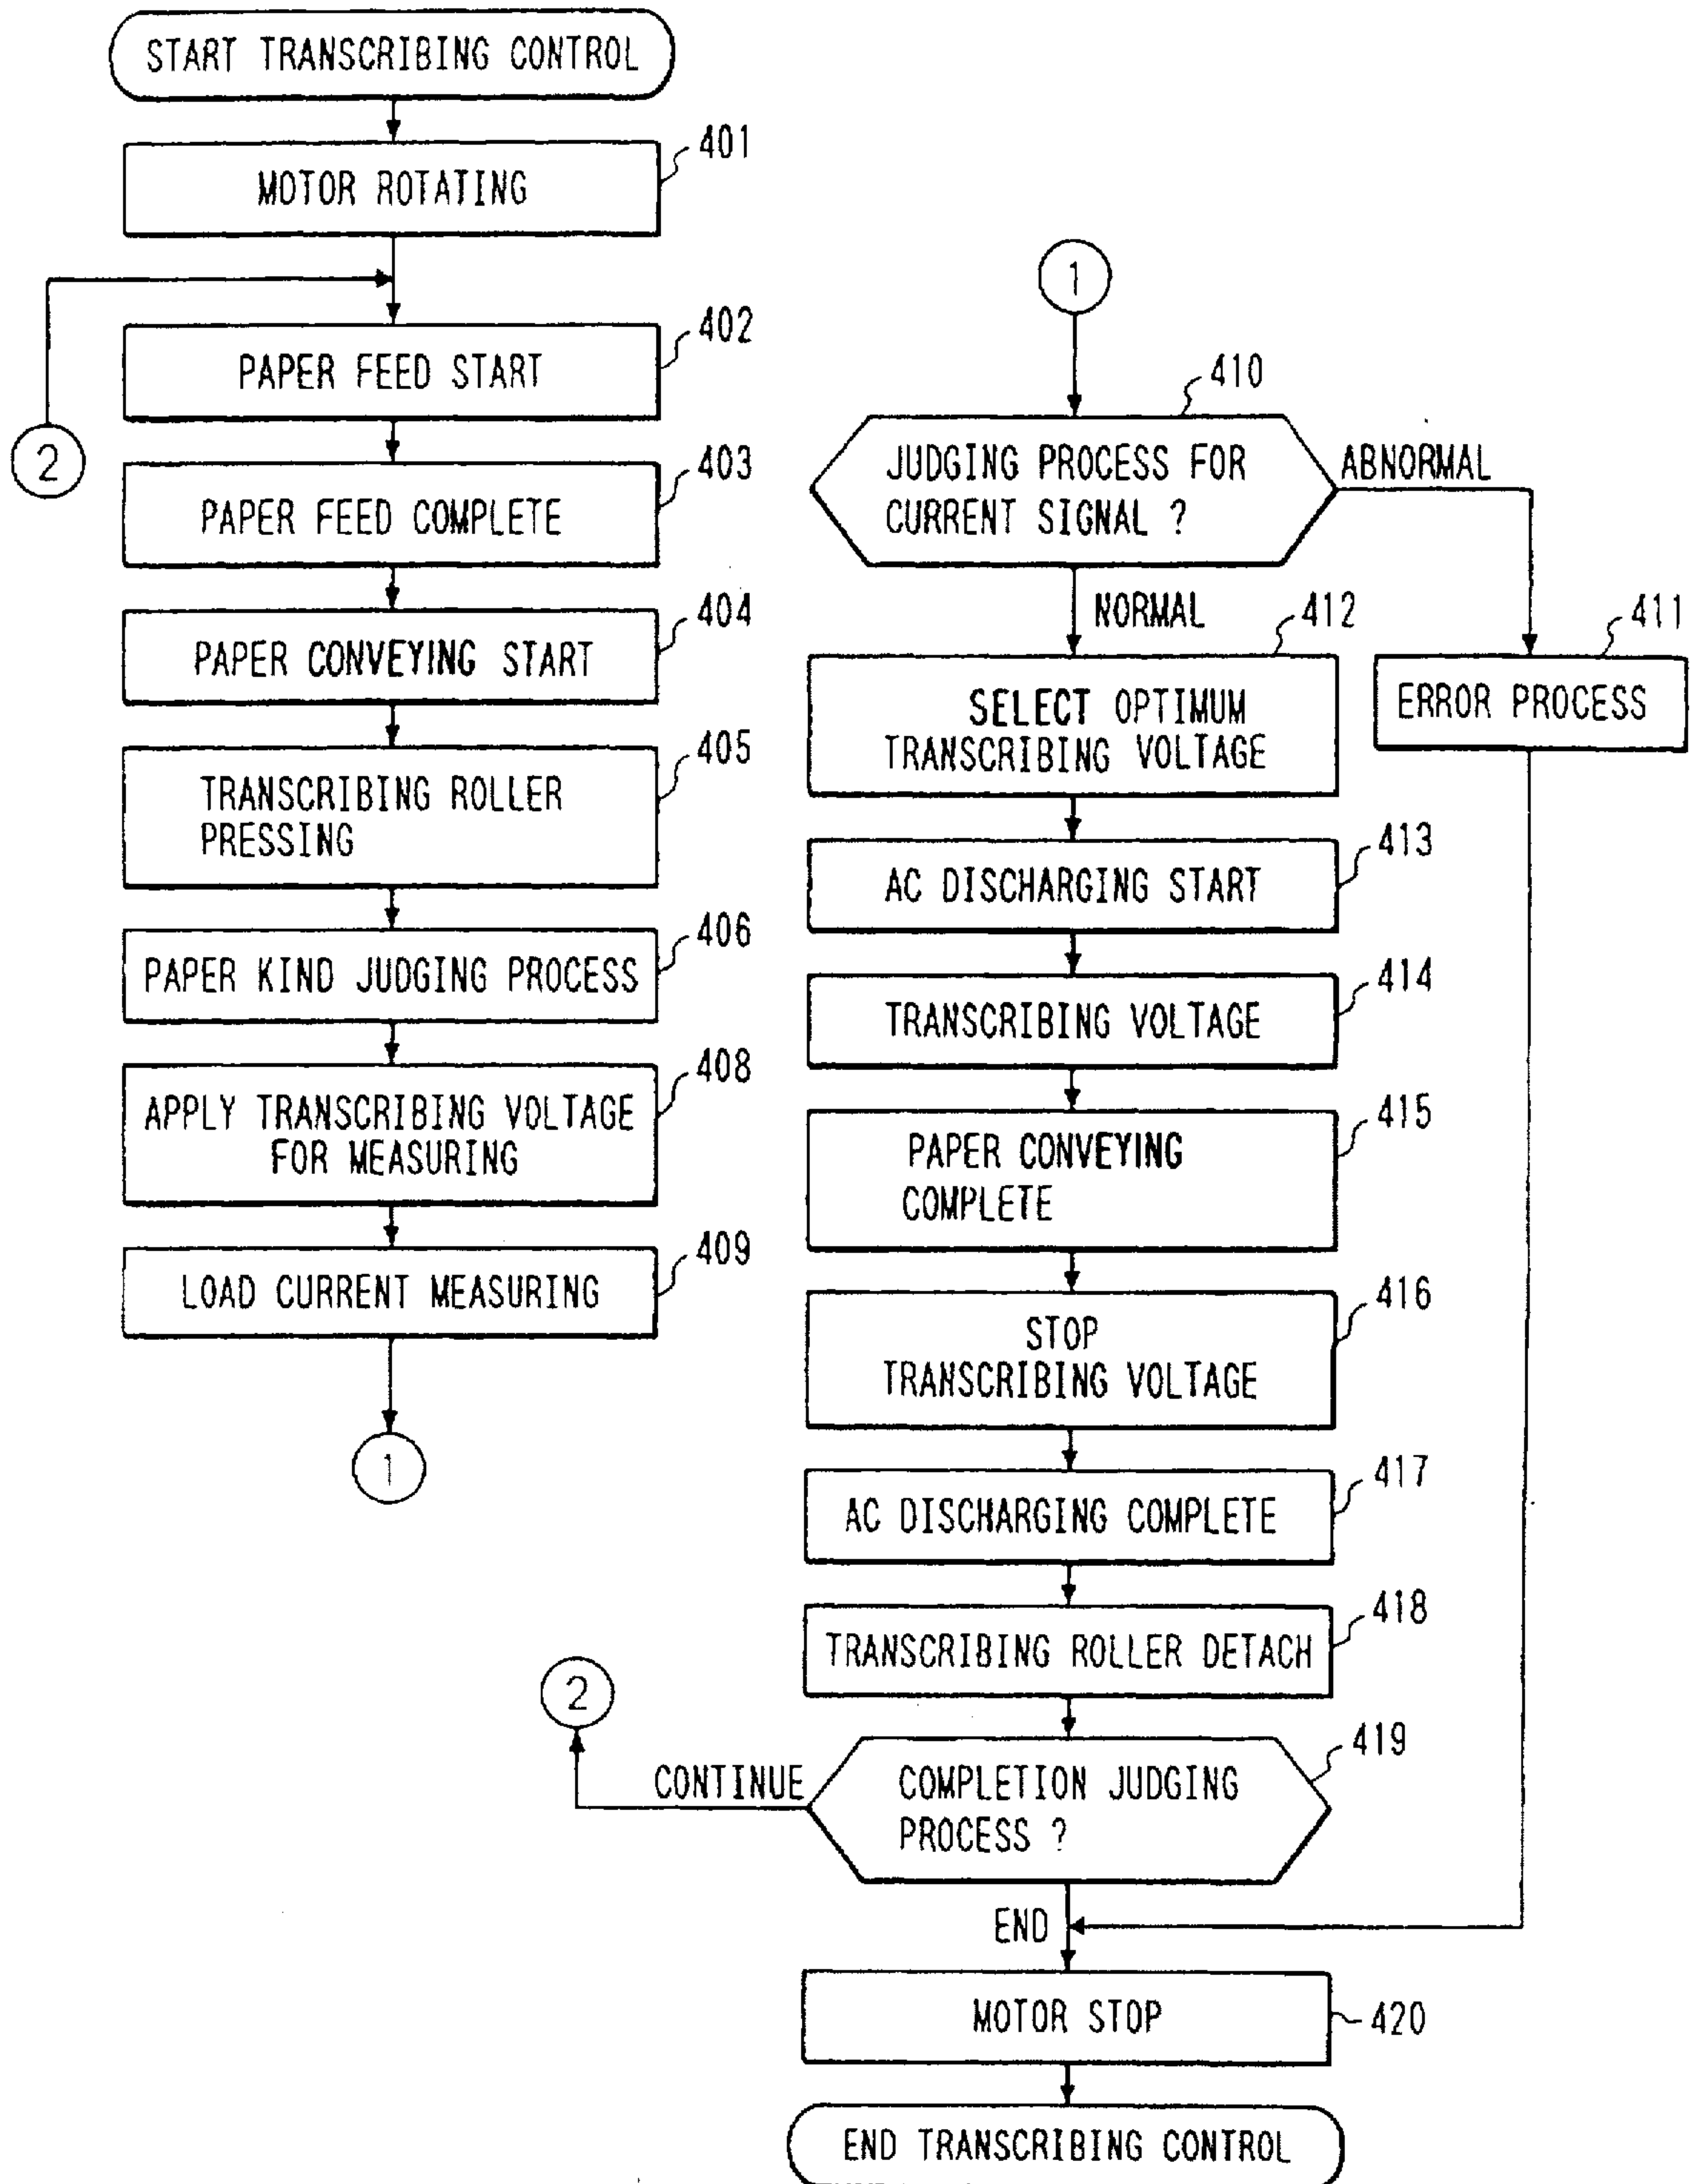 START TRANSCRIBING CONTROL
401
MOTOR ROTATING
402
PAPER FEED START
2
403
PAPER FEED COMPLETE
404
PAPER CONVEYING START
405
TRANSCRIBING ROLLER
PRESSING
406
PAPER KIND JUDGING PROCESS
408
APPLY TRANSCRIBING VOLTAGE
FOR MEASURING
409
LOAD CURRENT MEASURING
1
1
410
JUDGING PROCESS FOR
CURRENT SIGNAL ?
ABNORMAL
NORMAL
412
411
SELECT OPTIMUM
TRANSCRIBING VOLTAGE
ERROR PROCESS
413
AC DISCHARGING START
414
TRANSCRIBING VOLTAGE
415
PAPER CONVEYING
COMPLETE
416
STOP
TRANSCRIBING VOLTAGE
417
AC DISCHARGING COMPLETE
418
TRANSCRIBING ROLLER DETACH
2
419
CONTINUE
COMPLETION JUDGING
PROCESS ?
END
MOTOR STOP
420
END TRANSCRIBING CONTROL